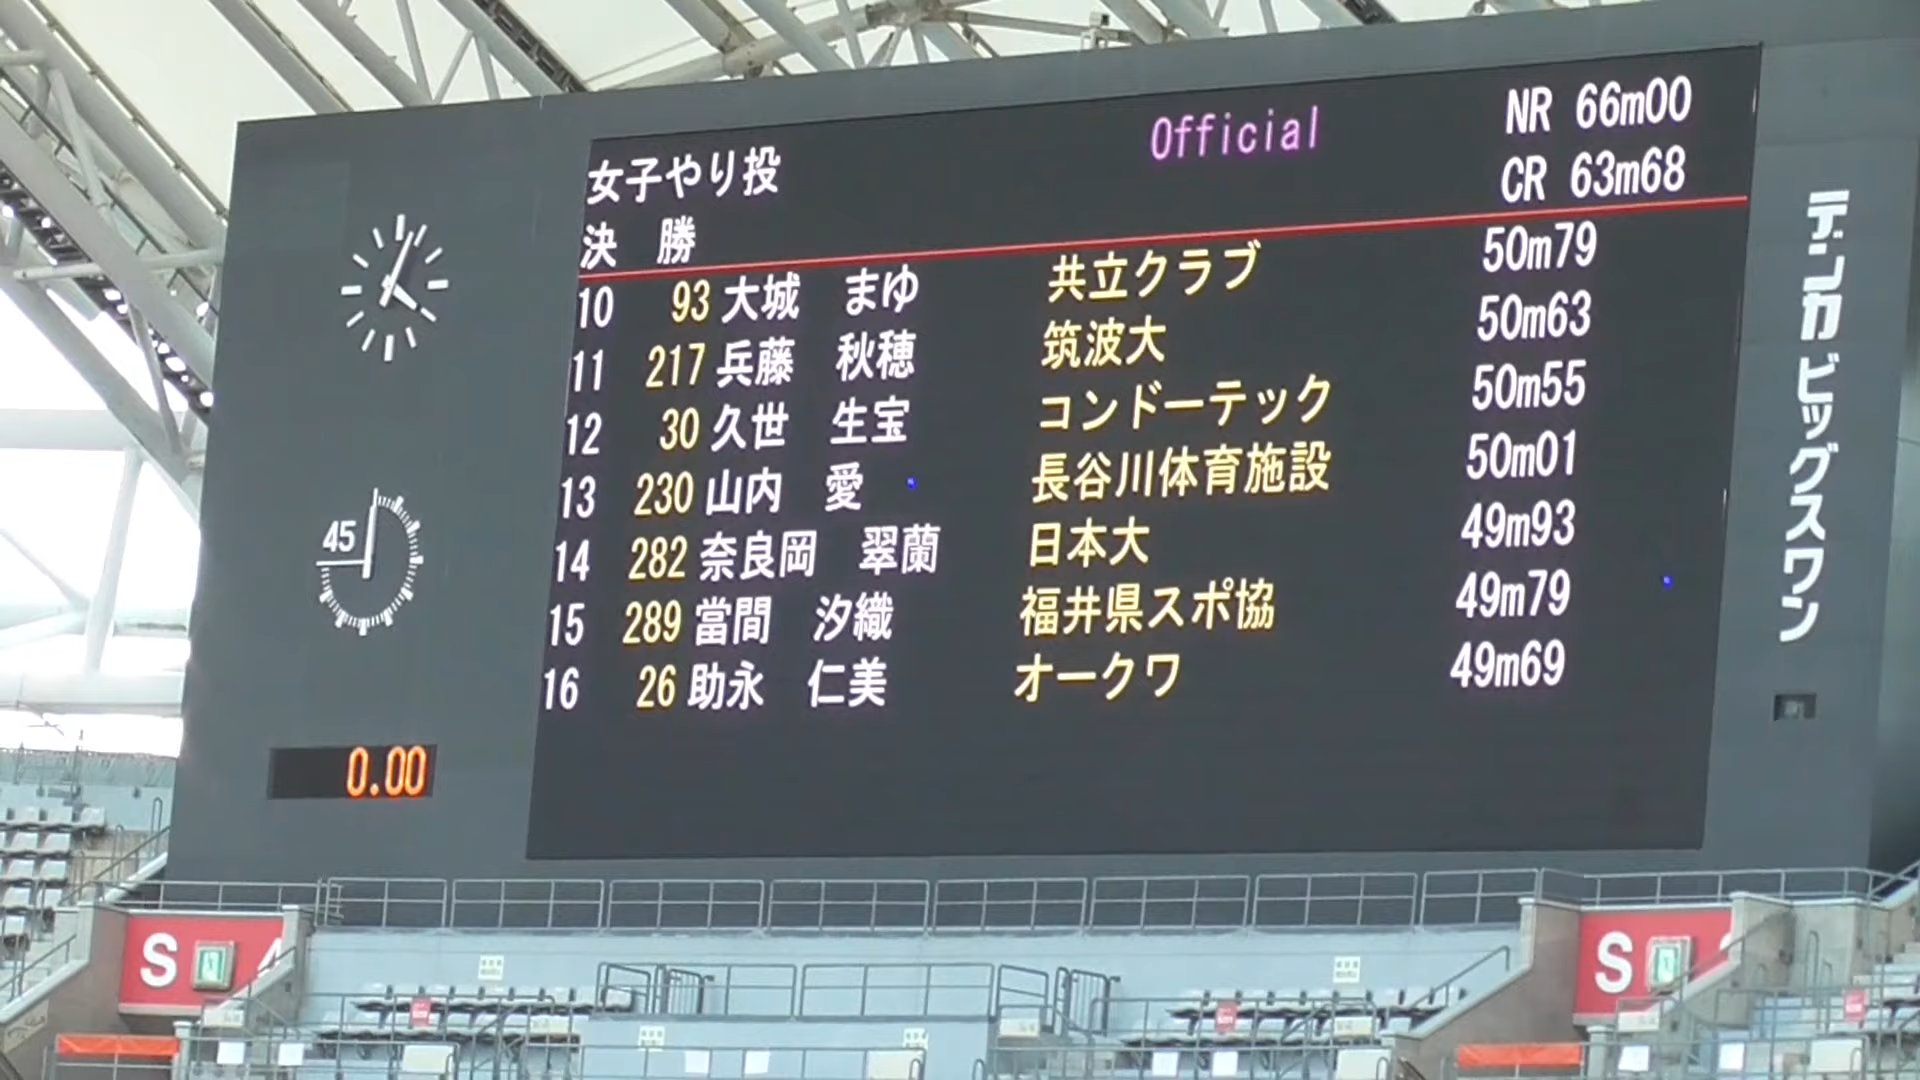 女子やり投 Official NR 66m00
CR 63m68
決 勝
10 93 大城 まゆ 共立クラブ 50m79
11 217 兵藤 秋穂 筑波大 50m63
12 30 久世 生宝 コンドーテック 50m55
13 230 山内 愛 長谷川体育施設 50m01
14 282 奈良岡 翠蘭 日本大 49m93
15 289 當間 汐織 福井県スポ協 49m79
16 26 助永 仁美 オークワ 49m69
45
0.00
デンカビッグスワン
S
S